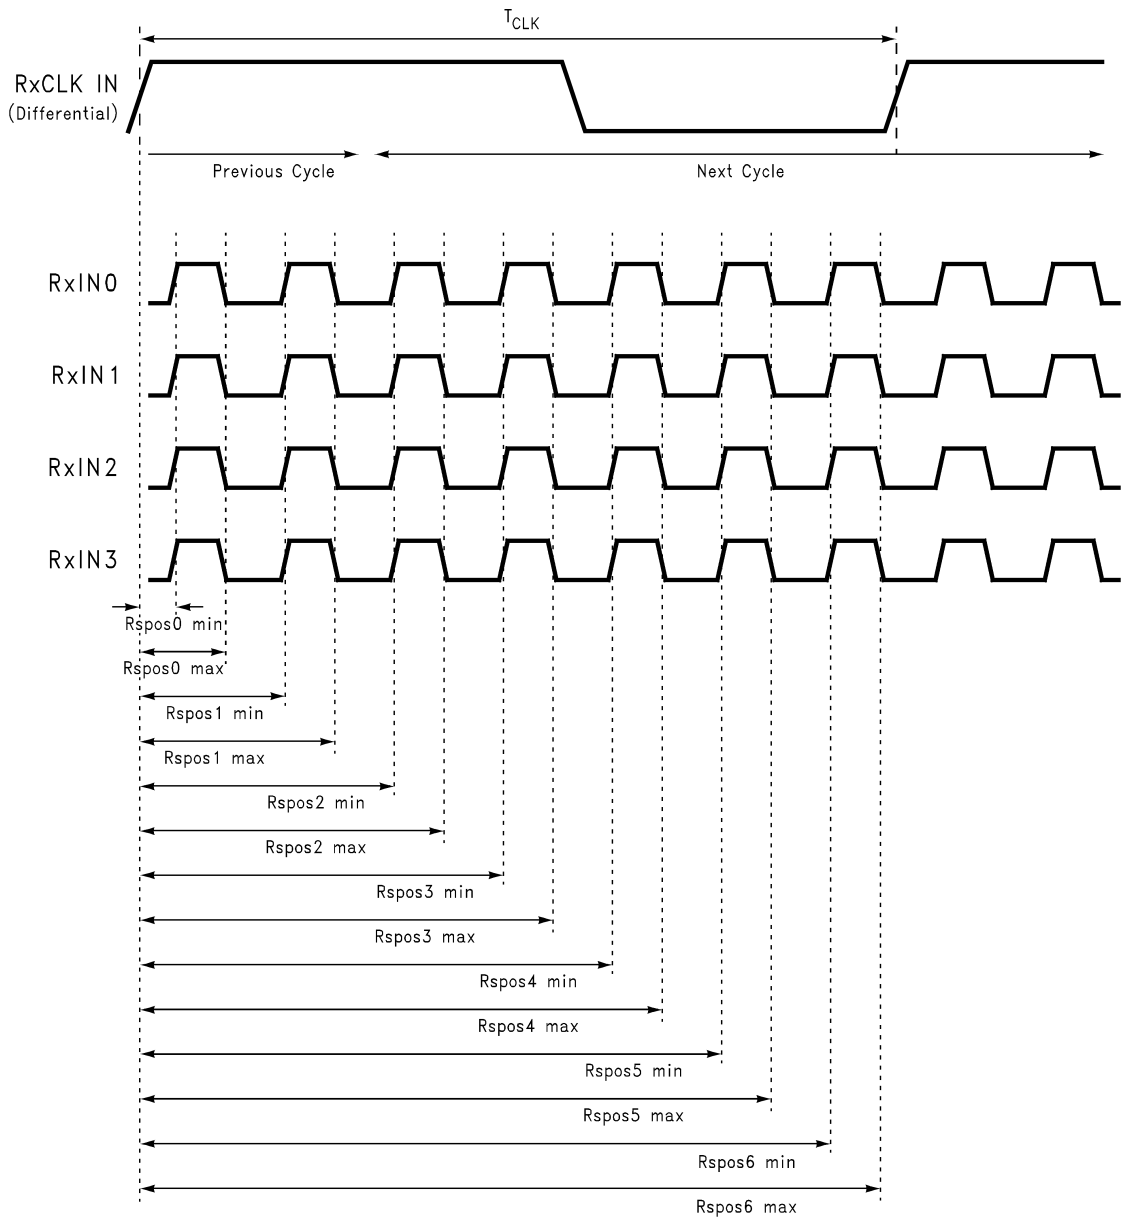 TCLK
RxCLK IN
(Differential)
Previous Cycle
Next Cycle
RxIN0
RxIN1
RxIN2
RxIN3
Rspos0 min
Rspos0 max
Rspos1 min
Rspos1 max
Rspos2 min
Rspos2 max
Rspos3 min
Rspos3 max
Rspos4 min
Rspos4 max
Rspos5 min
Rspos5 max
Rspos6 min
Rspos6 max